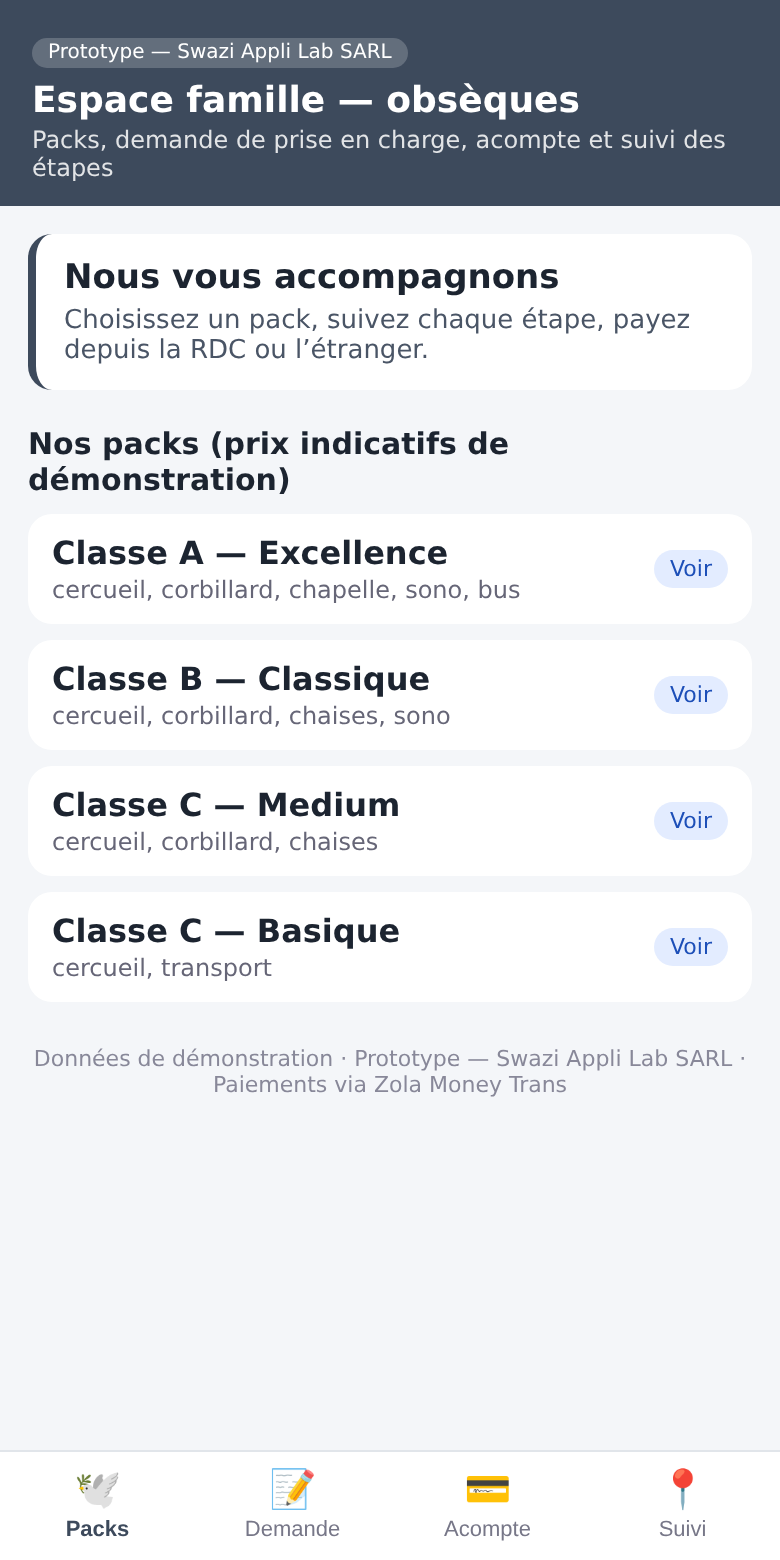 Prototype — Swazi Appli Lab SARL
Espace famille — obsèques
Packs, demande de prise en charge, acompte et suivi des
étapes
Nous vous accompagnons
Choisissez un pack, suivez chaque étape, payez
depuis la RDC ou l’étranger.
Nos packs (prix indicatifs de
démonstration)
Classe A — Excellence
cercueil, corbillard, chapelle, sono, bus
Voir
Classe B — Classique
cercueil, corbillard, chaises, sono
Voir
Classe C — Medium
cercueil, corbillard, chaises
Voir
Classe C — Basique
cercueil, transport
Voir
Données de démonstration · Prototype — Swazi Appli Lab SARL ·
Paiements via Zola Money Trans
Packs
Demande
Acompte
Suivi